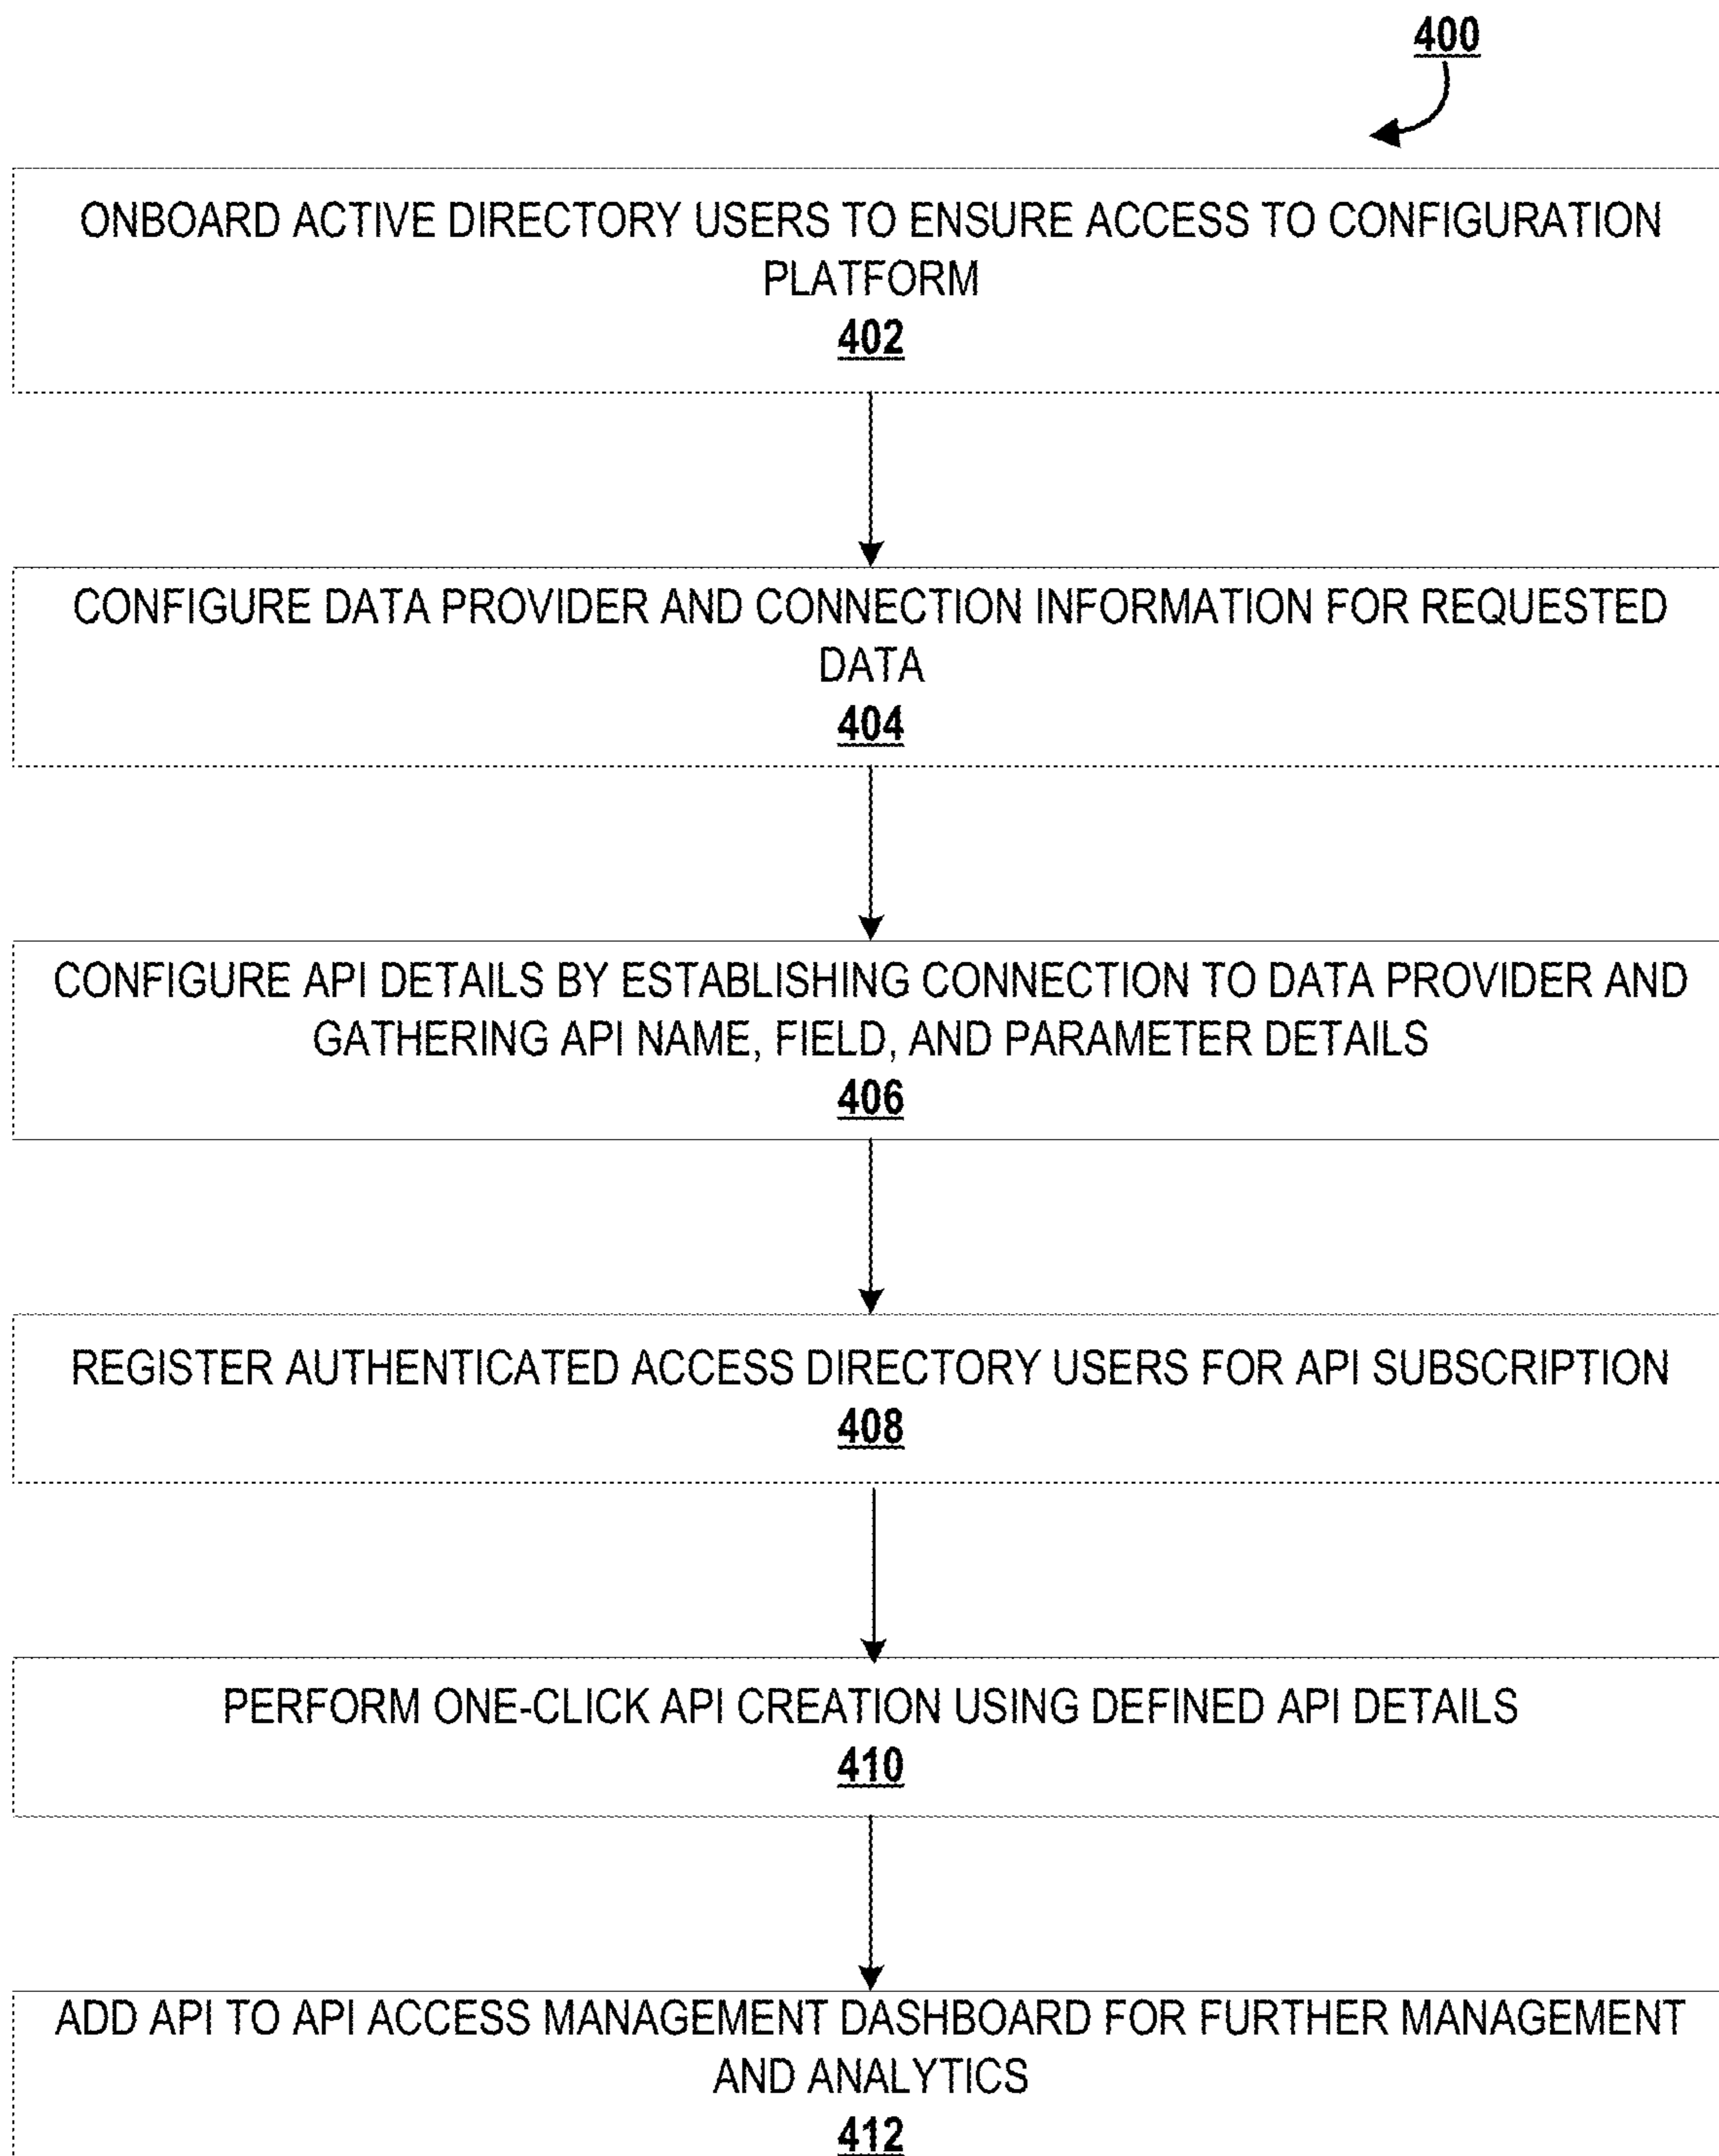 400
ONBOARD ACTIVE DIRECTORY USERS TO ENSURE ACCESS TO CONFIGURATION
PLATFORM
402
CONFIGURE DATA PROVIDER AND CONNECTION INFORMATION FOR REQUESTED
DATA
404
CONFIGURE API DETAILS BY ESTABLISHING CONNECTION TO DATA PROVIDER AND
GATHERING API NAME, FIELD, AND PARAMETER DETAILS
406
REGISTER AUTHENTICATED ACCESS DIRECTORY USERS FOR API SUBSCRIPTION
408
PERFORM ONE-CLICK API CREATION USING DEFINED API DETAILS
410
ADD API TO API ACCESS MANAGEMENT DASHBOARD FOR FURTHER MANAGEMENT
AND ANALYTICS
412